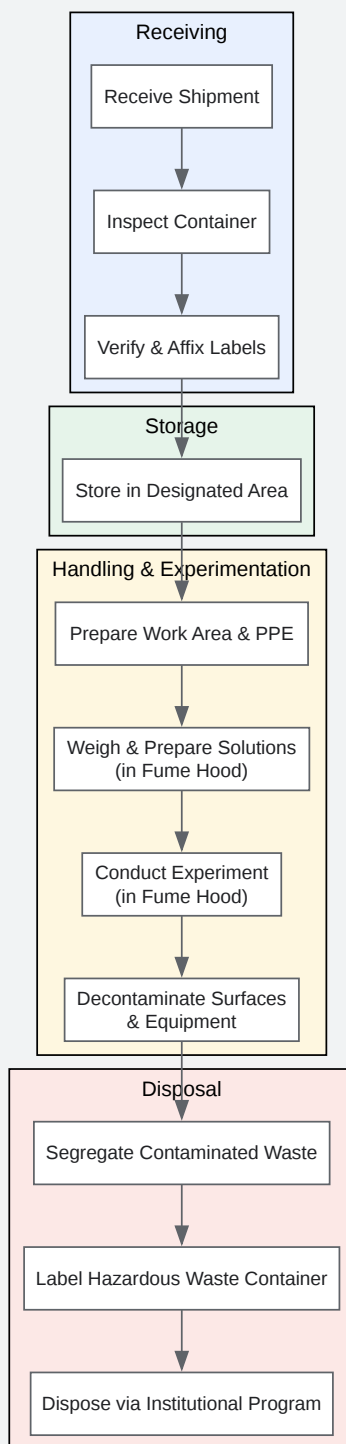 Receiving
Receive Shipment
Inspect Container
Verify & Affix Labels
Storage
Store in Designated Area
Handling & Experimentation
Prepare Work Area & PPE
Weigh & Prepare Solutions
(in Fume Hood)
Conduct Experiment
(in Fume Hood)
Decontaminate Surfaces
& Equipment
Disposal
Segregate Contaminated Waste
Label Hazardous Waste Container
Dispose via Institutional Program